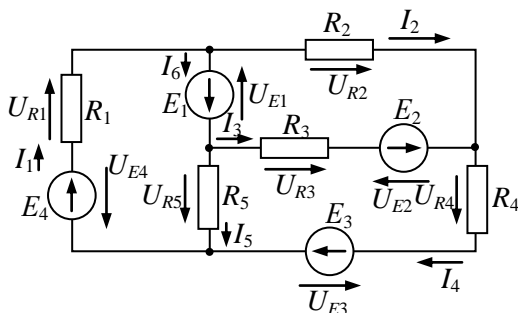 R2 I2
I6 UR2
UR1 R1 E1 UE1 I3 R3 E2
I1 E4 UE4 UR5 R5 UR3 UE2 UR4 R4
I5 E3 I4
UE3